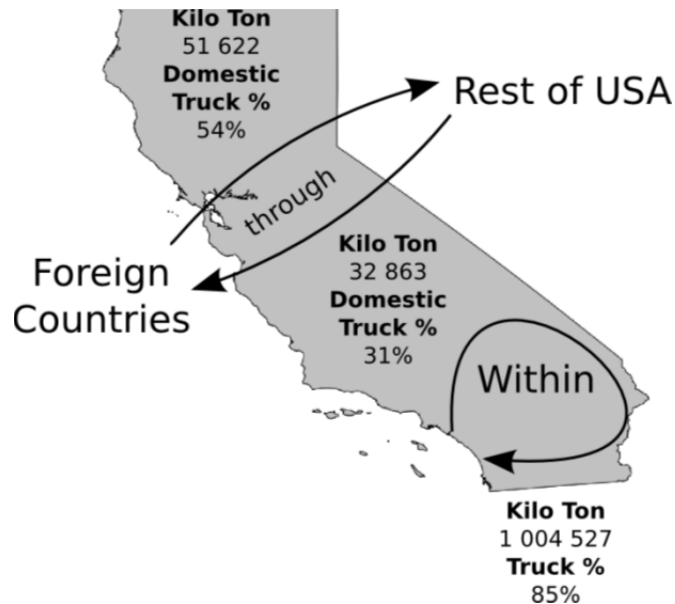 Kilo Ton
51 622
Domestic
Truck %
54%
Rest of USA
through
Foreign
Countries
Kilo Ton
32 863
Domestic
Truck %
31%
Within
Kilo Ton
1 004 527
Truck %
85%